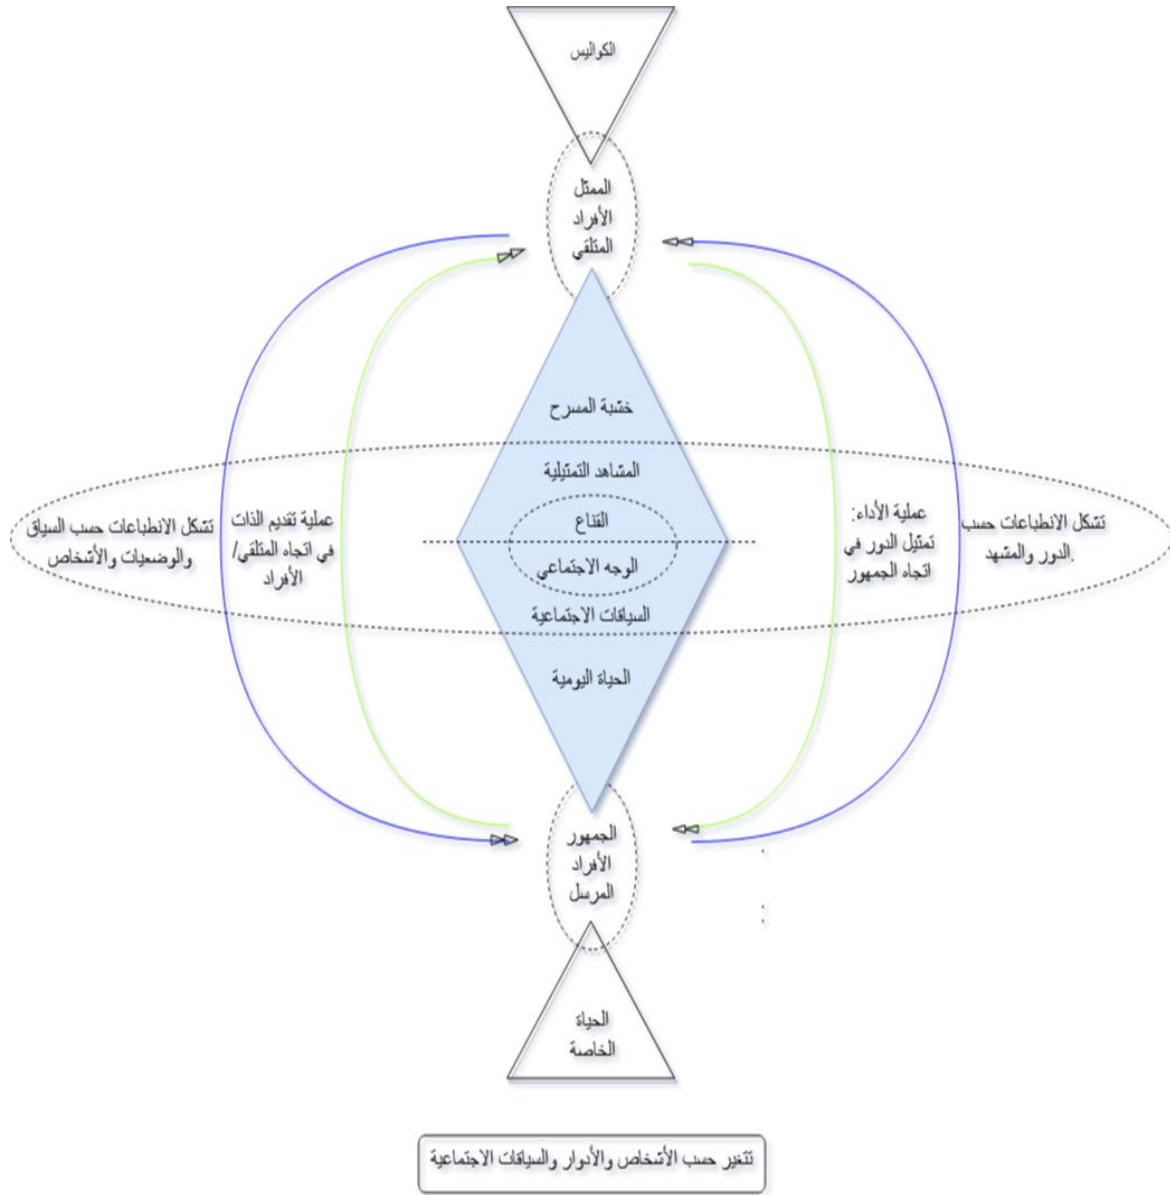 الكواليس
الممثل
الأفراد
المتلقي
خشبة المسرح
المشاهد التمثيلية
القناع
الوجه الاجتماعي
السياقات الاجتماعية
الحياة اليومية
تشكل الانطباعات حسب
الدور والمشهد.
عملية الأداء:
تمثيل الدور في
اتجاه الجمهور
عملية تقديم الذات
في اتجاه المتلقي/
الأفراد
تشكل الانطباعات حسب السياق
والوضعيات والأشخاص
الجمهور
الأفراد
المرسل
الحياة
الخاصة
تتغير حسب الأشخاص والأدوار والسياقات الاجتماعية